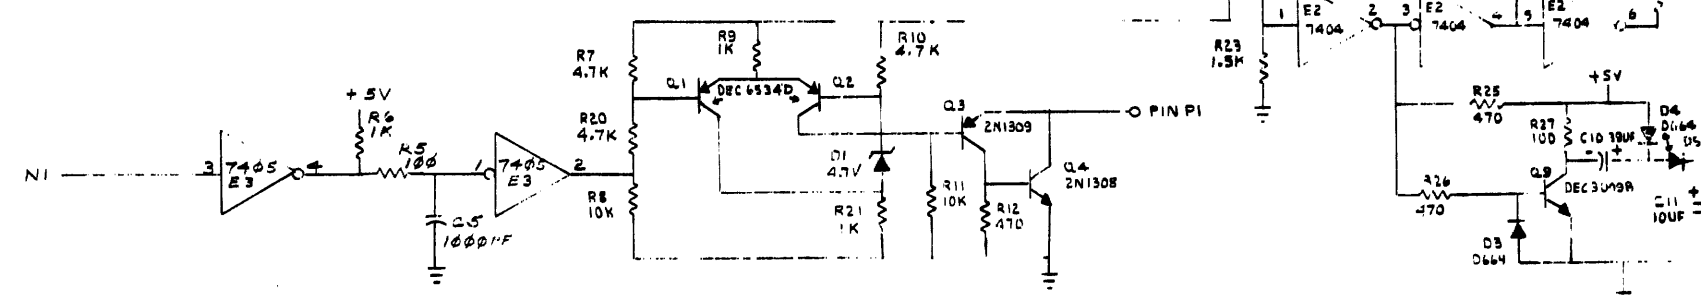 N1
3
7405
E3
4
+5V
R6
1K
R5
100
C5
1000PF
1
7405
E3
2
R7
4.7K
R20
4.7K
R8
10K
R9
1K
Q1
DEC 6534D
Q2
R10
4.7K
D1
4.7V
R21
1K
R11
10K
Q3
2N1309
R12
470
Q4
2N1308
PIN P1
R23
1.5K
1
E2
7404
2
3
E2
7404
4
5
E2
7404
6
R25
470
+5V
R27
100
C10 39UF
-
+
D4
D664
D5
R26
470
Q9
DEC3009B
D3
D664
C11
10UF
+